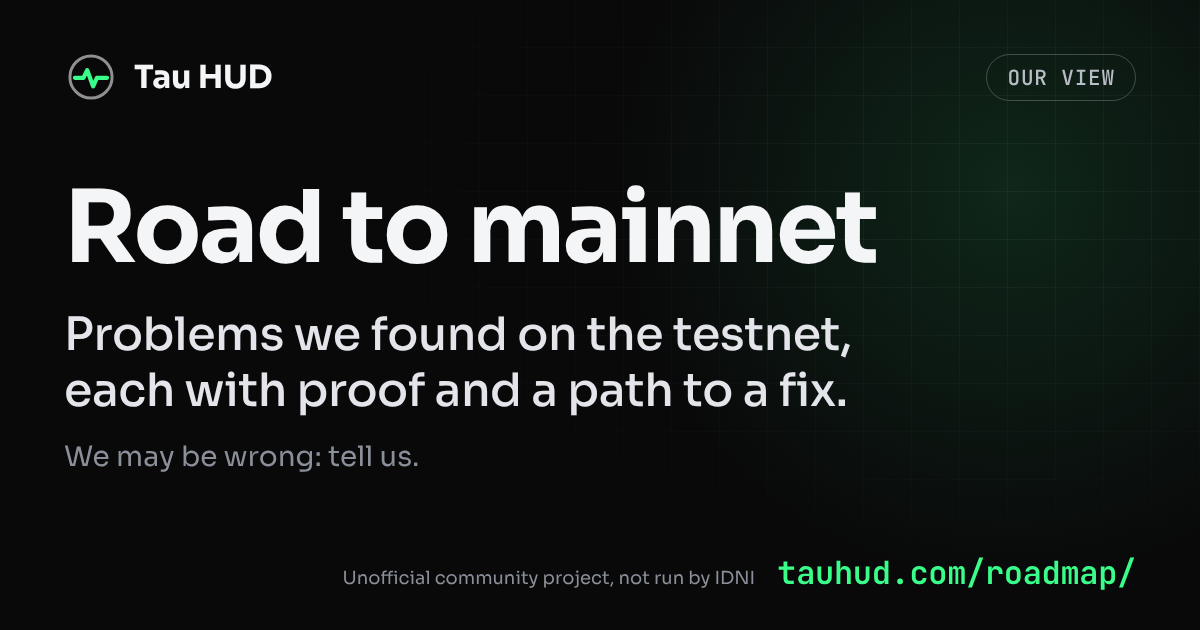 Tau HUD
OUR VIEW
Road to mainnet
Problems we found on the testnet,
each with proof and a path to a fix.
We may be wrong: tell us.
Unofficial community project, not run by IDNI
tauhud.com/roadmap/